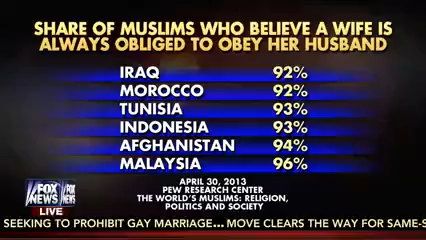 SHARE OF MUSLIMS WHO BELIEVE A WIFE IS
ALWAYS OBLIGED TO OBEY HER HUSBAND
IRAQ 92%
MOROCCO 92%
TUNISIA 93%
INDONESIA 93%
AFGHANISTAN 94%
MALAYSIA 96%
APRIL 30, 2013
PEW RESEARCH CENTER
THE WORLD'S MUSLIMS: RELIGION,
POLITICS AND SOCIETY
FOX
NEWS
FOX
NEWS
LIVE
SEEKING TO PROHIBIT GAY MARRIAGE... MOVE CLEARS THE WAY FOR SAME-S